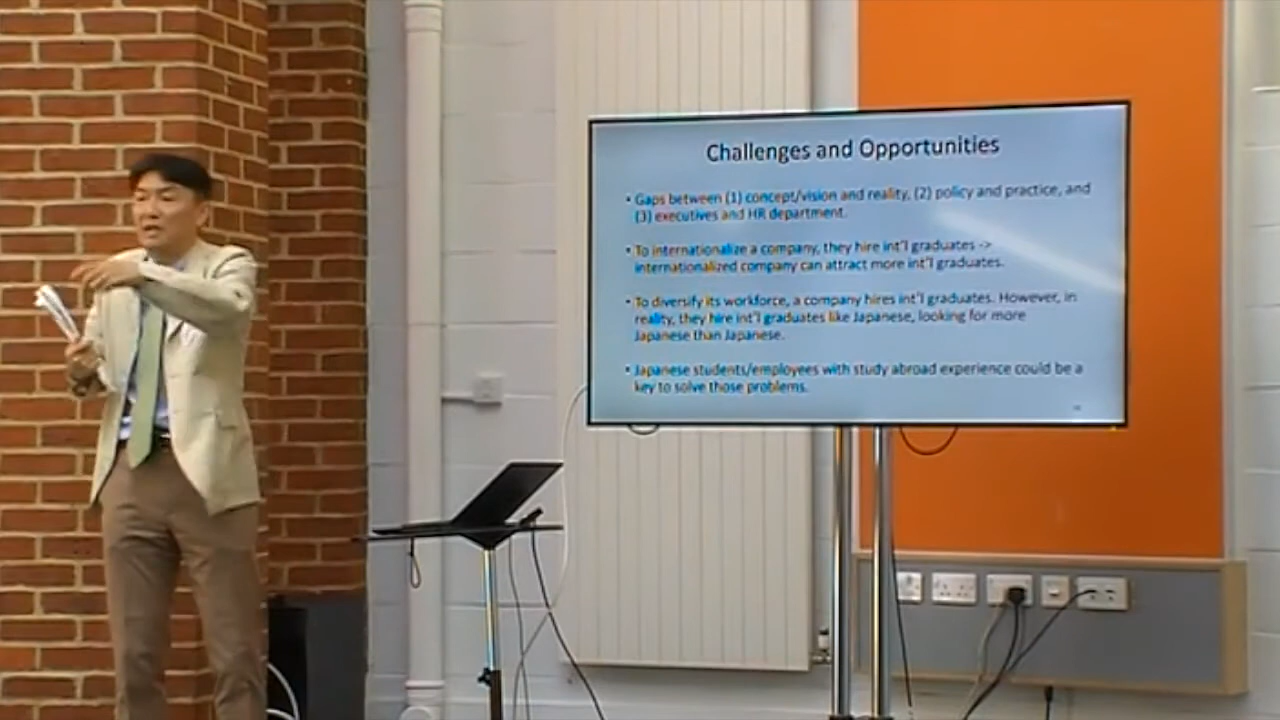 Challenges and Opportunities
• Gaps between (1) concept/vision and reality, (2) policy and practice, and
(3) executives and HR department.
• To internationalize a company, they hire int'l graduates ->
internationalized company can attract more int'l graduates.
• To diversify its workforce, a company hires int'l graduates. However, in
reality, they hire int'l graduates like Japanese, looking for more
Japanese than Japanese.
• Japanese students/employees with study abroad experience could be a
key to solve those problems.